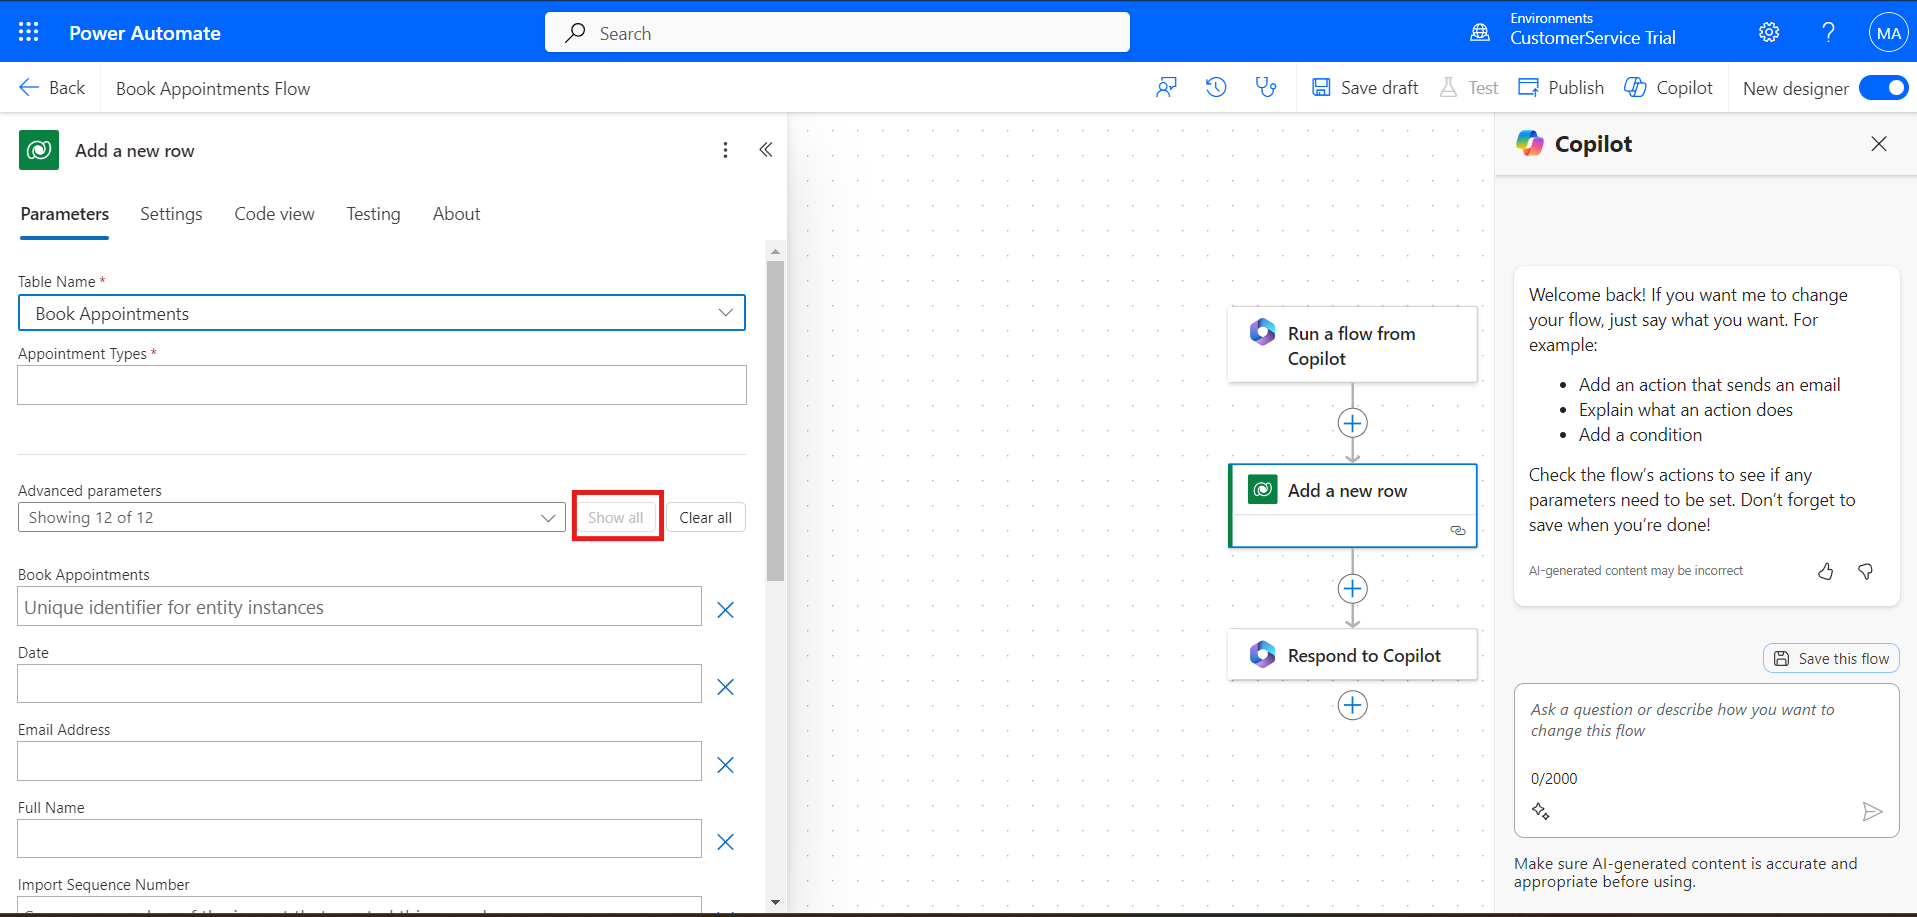 Power Automate
Search
Environments
CustomerService Trial
MA
Back
Book Appointments Flow
Save draft
Test
Publish
Copilot
New designer
Add a new row
Parameters
Settings
Code view
Testing
About
Table Name *
Book Appointments
Appointment Types *
Advanced parameters
Showing 12 of 12
Show all
Clear all
Book Appointments
Unique identifier for entity instances
Date
Email Address
Full Name
Import Sequence Number
Run a flow from
Copilot
Add a new row
Respond to Copilot
Copilot
Welcome back! If you want me to change
your flow, just say what you want. For
example:
• Add an action that sends an email
• Explain what an action does
• Add a condition
Check the flow's actions to see if any
parameters need to be set. Don't forget to
save when you're done!
AI-generated content may be incorrect
Save this flow
Ask a question or describe how you want to
change this flow
0/2000
Make sure AI-generated content is accurate and
appropriate before using.